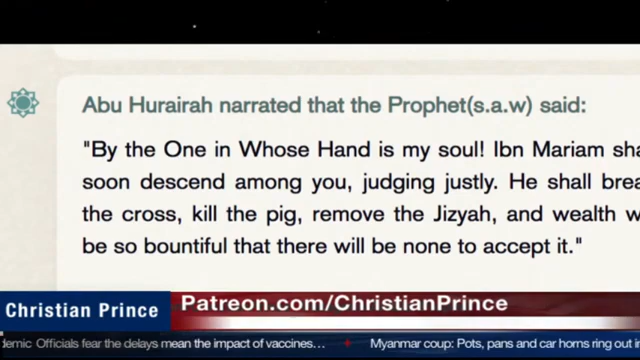 Abu Hurairah narrated that the Prophet(s.a.w) said:
"By the One in Whose Hand is my soul! Ibn Mariam sha
soon descend among you, judging justly. He shall brea
the cross, kill the pig, remove the Jizyah, and wealth w
be so bountiful that there will be none to accept it."
Christian Prince
Patreon.com/ChristianPrince
demic Officials fear the delays mean the impact of vaccines... Myanmar coup: Pots, pans and car horns ring out i